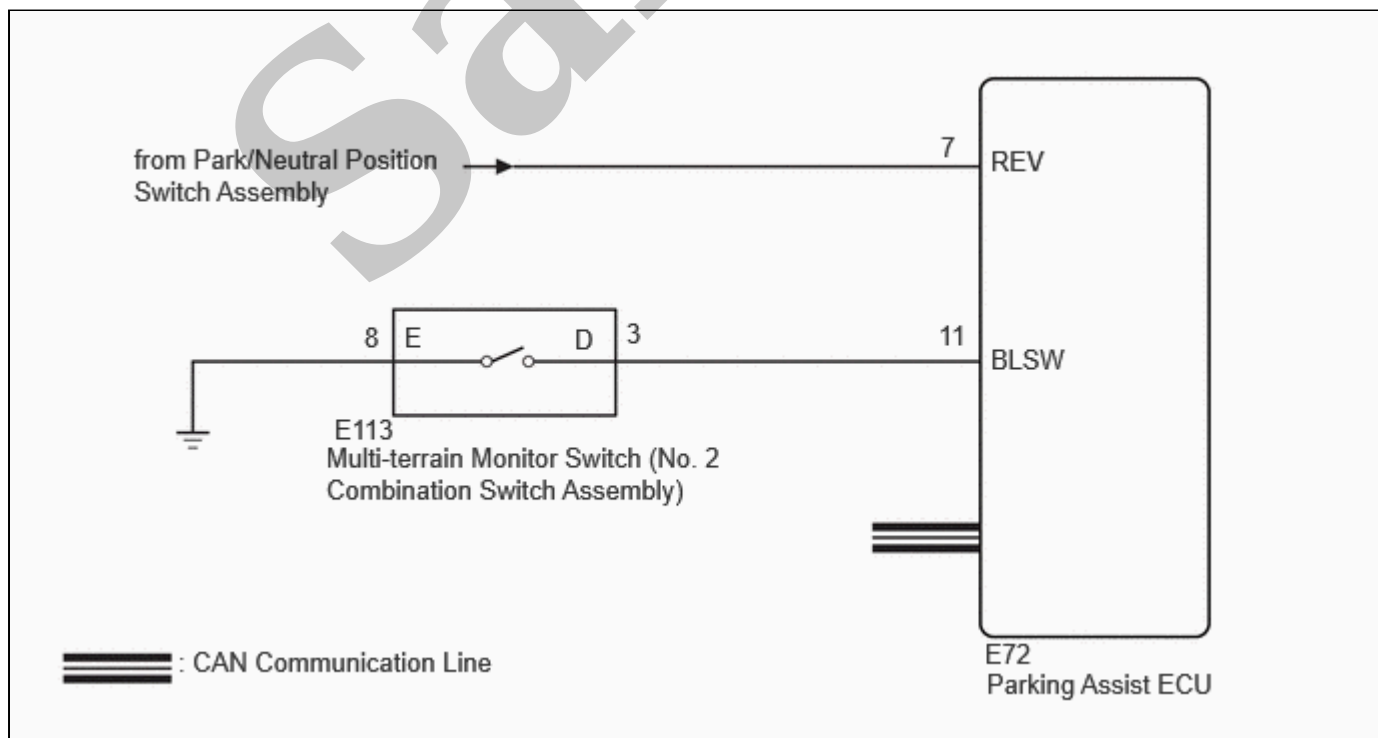 from Park/Neutral Position
Switch Assembly
7
REV
8
E
D
3
11
BLSW
E113
Multi-terrain Monitor Switch (No. 2
Combination Switch Assembly)
: CAN Communication Line
E72
Parking Assist ECU